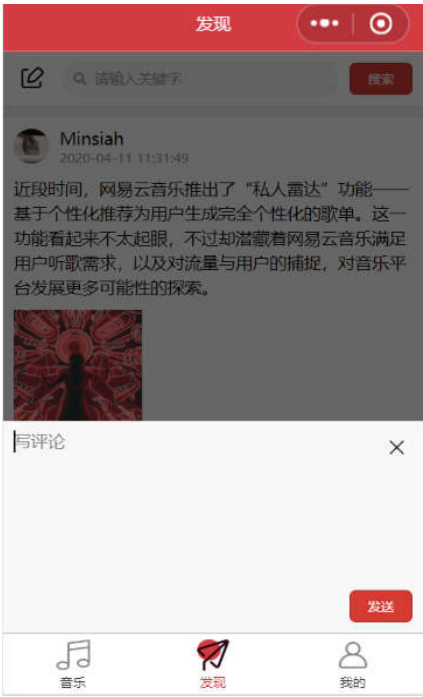 发现
请输入关键字
搜索
Minsiah
2020-04-11 11:31:49
近段时间，网易云音乐推出了“私人雷达”功能——
基于个性化推荐为用户生成完全个性化的歌单。这一
功能看起来不太起眼，不过却潜藏着网易云音乐满足
用户听歌需求，以及对流量与用户的捕捉，对音乐平
台发展更多可能性的探索。
写评论
发送
音乐
发现
我的